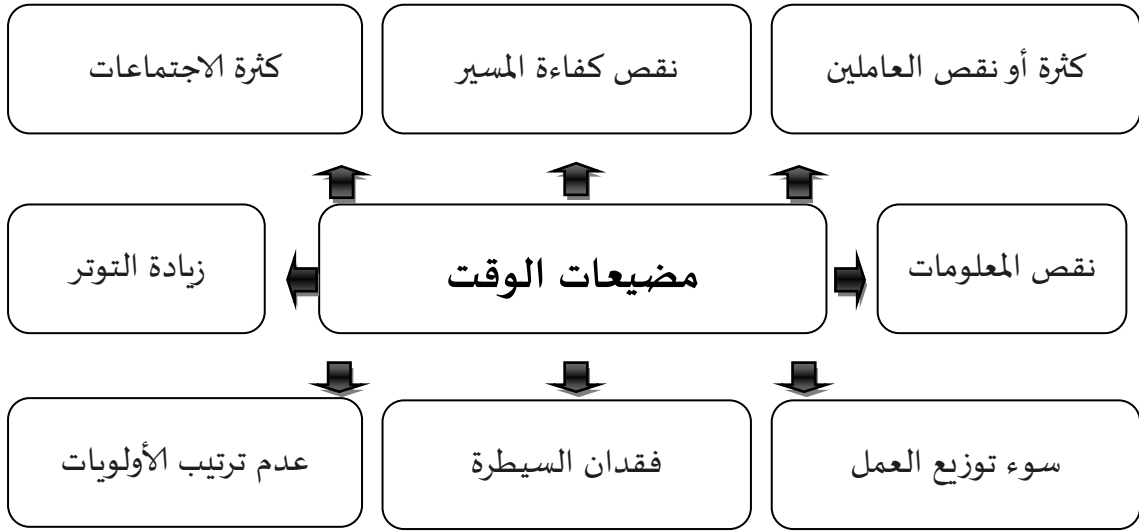 كثرة أو نقص العاملين
نقص كفاءة المسير
كثرة الاجتماعات
نقص المعلومات
مضيعات الوقت
زيادة التوتر
سوء توزيع العمل
فقدان السيطرة
عدم ترتيب الأولويات